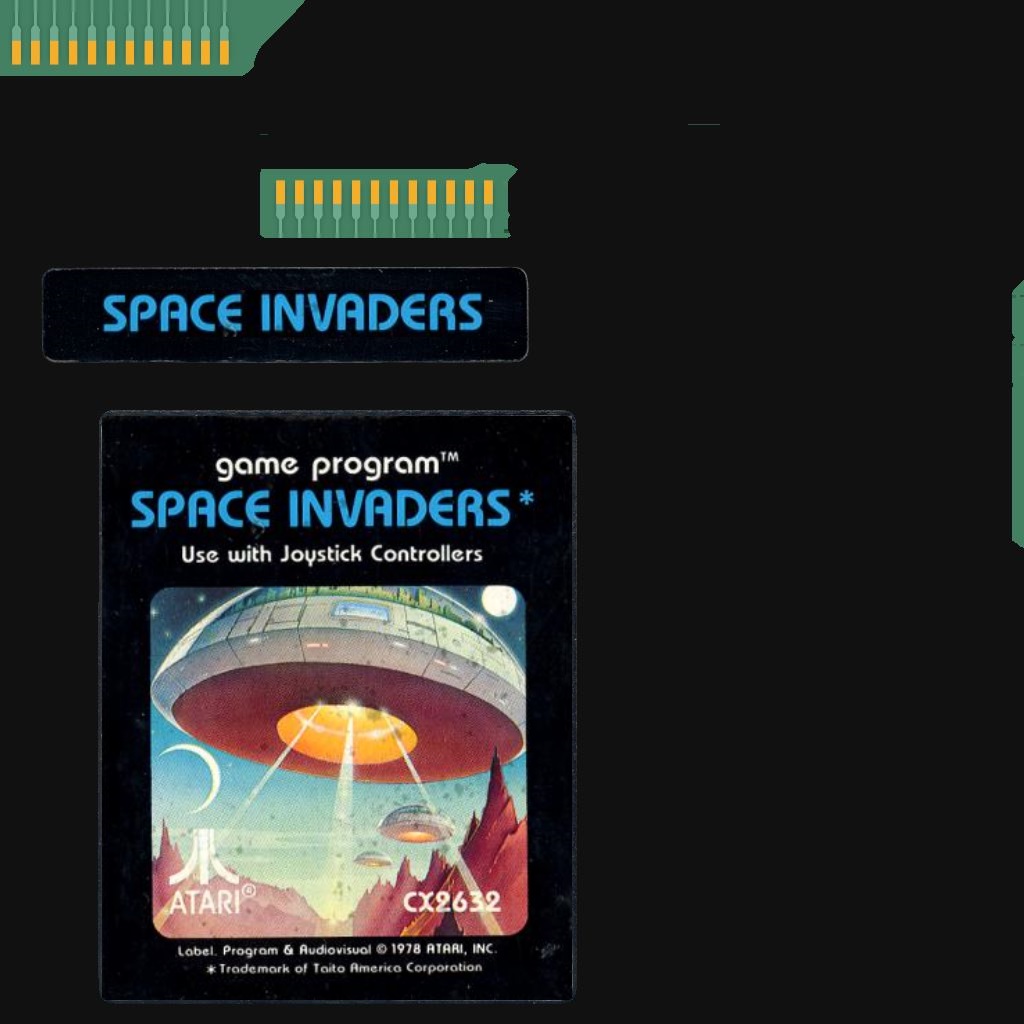 SPACE INVADERS
game program™
SPACE INVADERS*
Use with Joystick Controllers
ATARI®
CX2632
Label, Program & Audiovisual © 1978 ATARI, INC.
*Trademark of Taito America Corporation